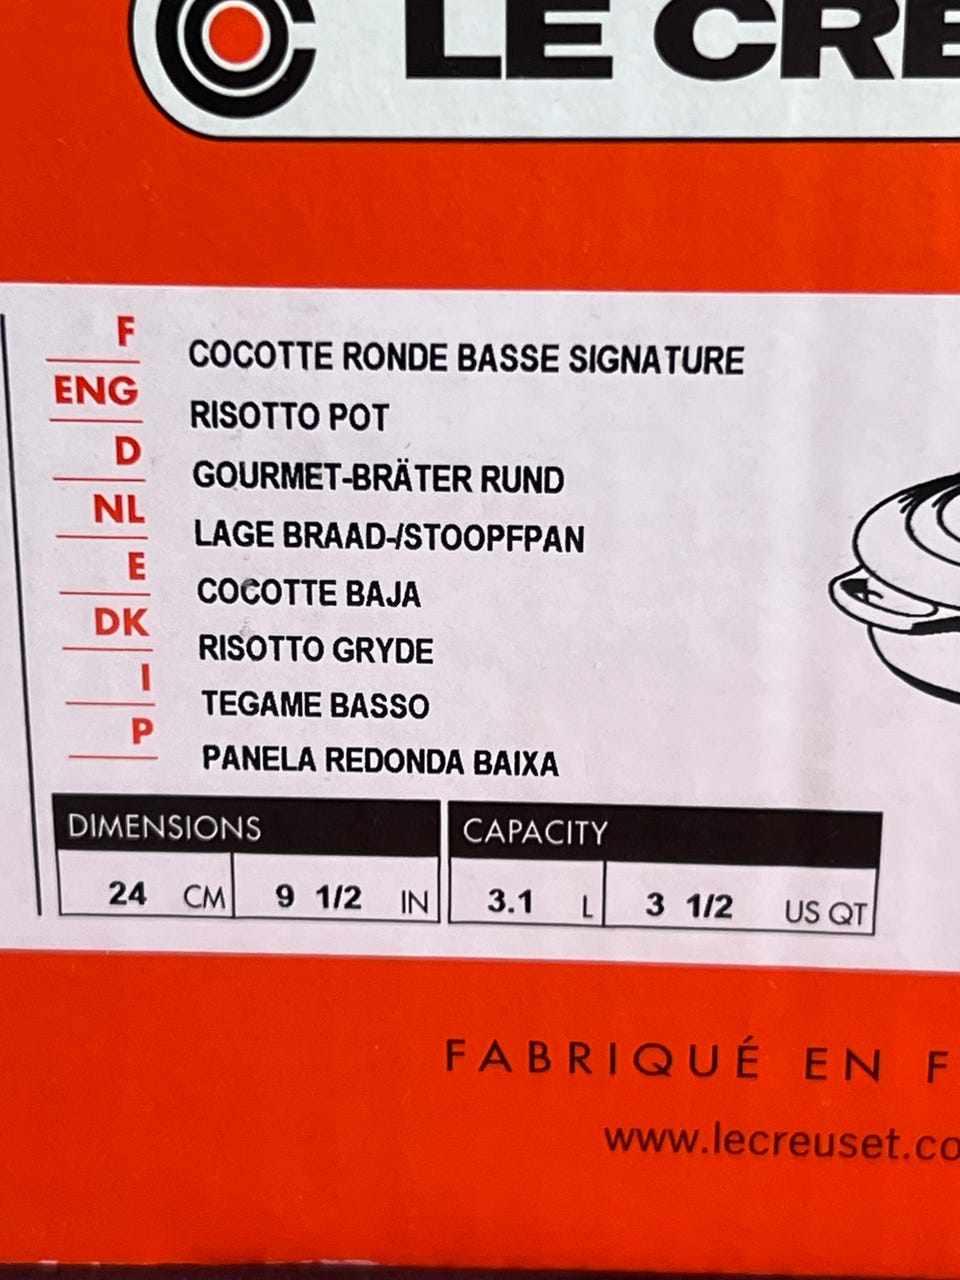 LE CRE
F COCOTTE RONDE BASSE SIGNATURE
ENG RISOTTO POT
D GOURMET-BRÄTER RUND
NL LAGE BRAAD-/STOOPFPAN
E COCOTTE BAJA
DK RISOTTO GRYDE
I TEGAME BASSO
P PANELA REDONDA BAIXA
DIMENSIONS CAPACITY
24 CM 9 1/2 IN 3.1 L 3 1/2 US QT
FABRIQUÉ EN F
www.lecreuset.co